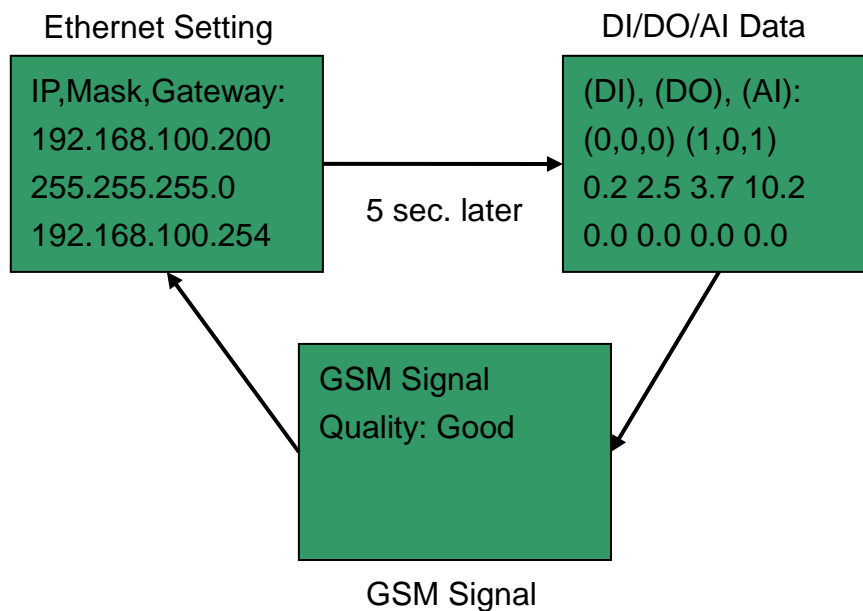 Ethernet Setting
IP,Mask,Gateway:
192.168.100.200
255.255.255.0
192.168.100.254
5 sec. later
DI/DO/AI Data
(DI), (DO), (AI):
(0,0,0) (1,0,1)
0.2 2.5 3.7 10.2
0.0 0.0 0.0 0.0
GSM Signal
Quality: Good
GSM Signal